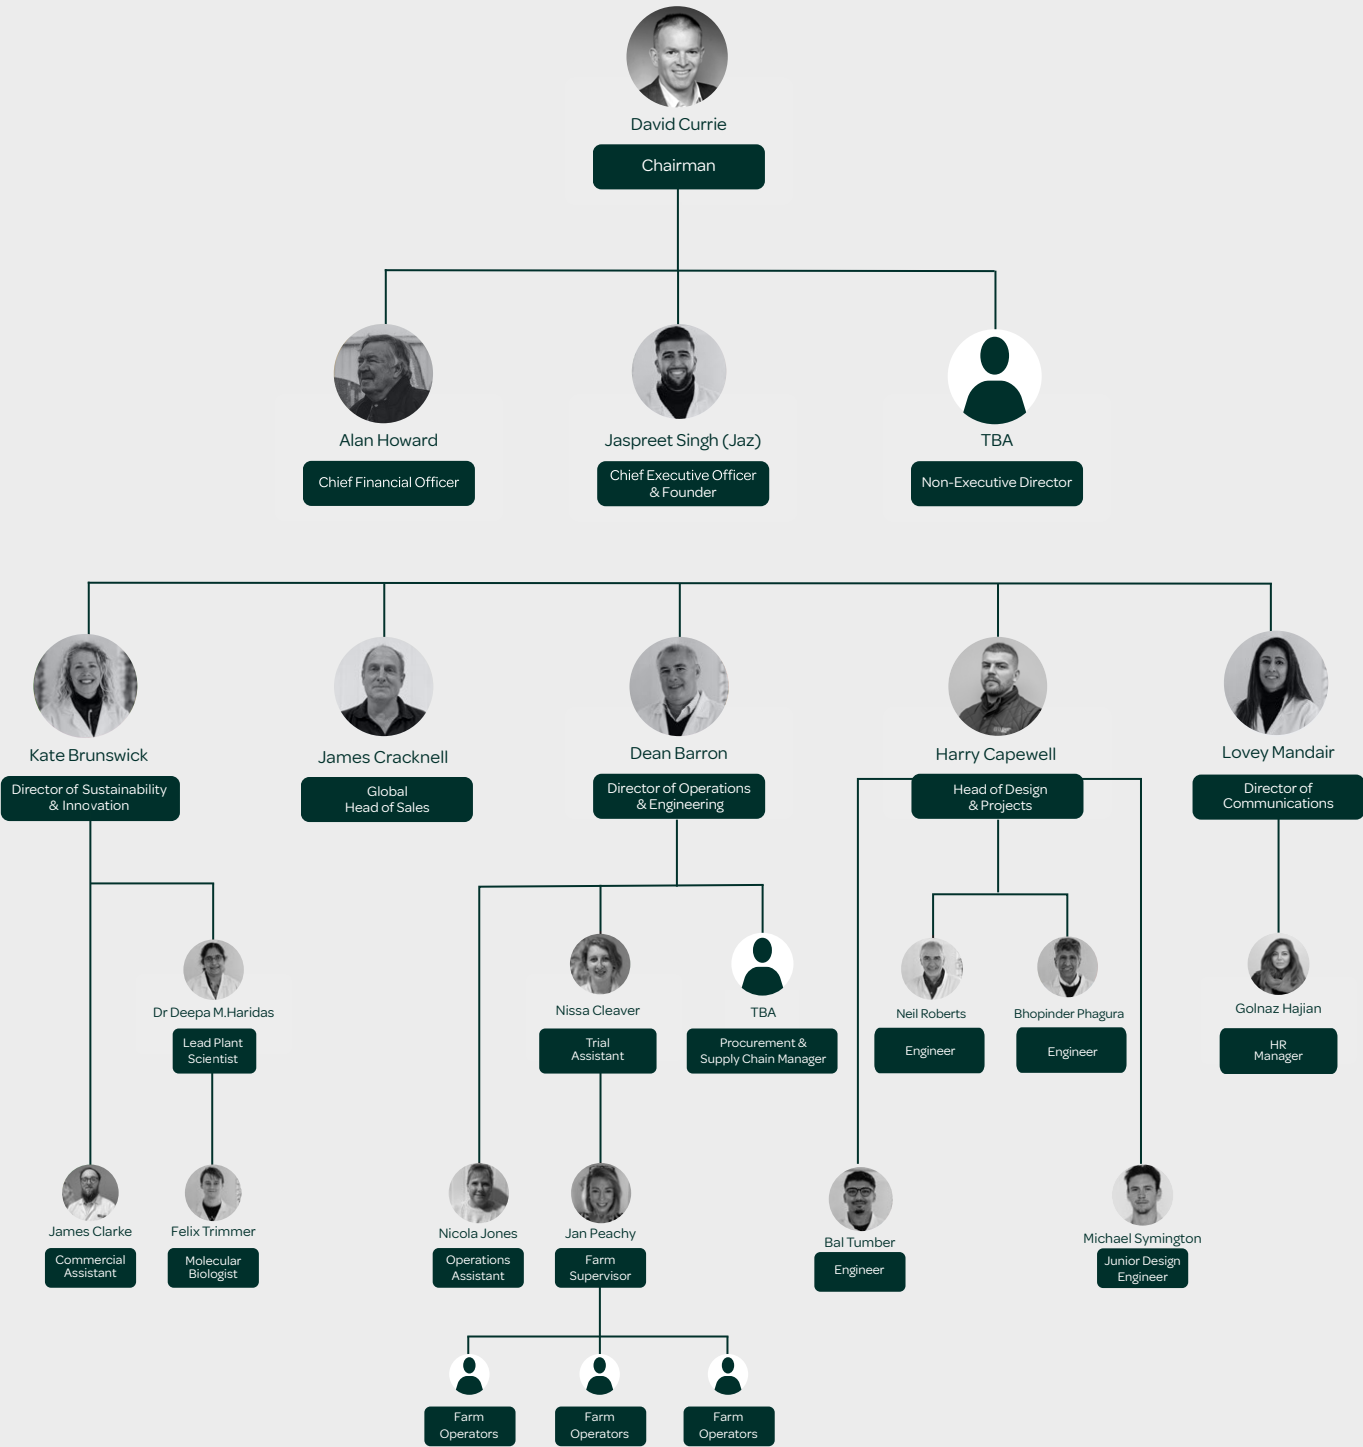 David Currie
Chairman
Alan Howard
Chief Financial Officer
Jaspreet Singh (Jaz)
Chief Executive Officer
& Founder
TBA
Non-Executive Director
Kate Brunswick
Director of Sustainability
& Innovation
James Cracknell
Global
Head of Sales
Dean Barron
Director of Operations
& Engineering
Harry Capewell
Head of Design
& Projects
Lovey Mandair
Director of
Communications
Dr Deepa M.Haridas
Lead Plant
Scientist
Nissa Cleaver
Trial
Assistant
TBA
Procurement &
Supply Chain Manager
Neil Roberts
Engineer
Bhopinder Phagura
Engineer
Golnaz Hajian
HR
Manager
James Clarke
Commercial
Assistant
Felix Trimmer
Molecular
Biologist
Nicola Jones
Operations
Assistant
Jan Peachy
Farm
Supervisor
Bal Tumber
Engineer
Michael Symington
Junior Design
Engineer
Farm
Operators
Farm
Operators
Farm
Operators